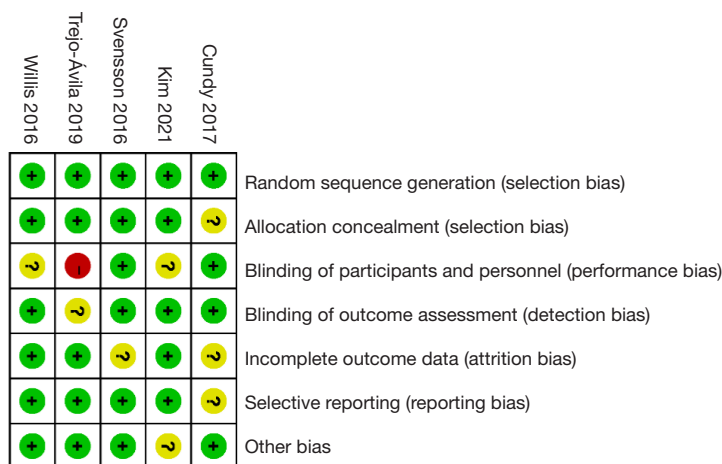 Willis 2016
Trejo-Ávila 2019
Svensson 2016
Kim 2021
Cundy 2017
+ + + + + Random sequence generation (selection bias)
+ + + + ? Allocation concealment (selection bias)
? – + ? + Blinding of participants and personnel (performance bias)
+ ? + + + Blinding of outcome assessment (detection bias)
+ + ? + ? Incomplete outcome data (attrition bias)
+ + + + ? Selective reporting (reporting bias)
+ + + ? + Other bias